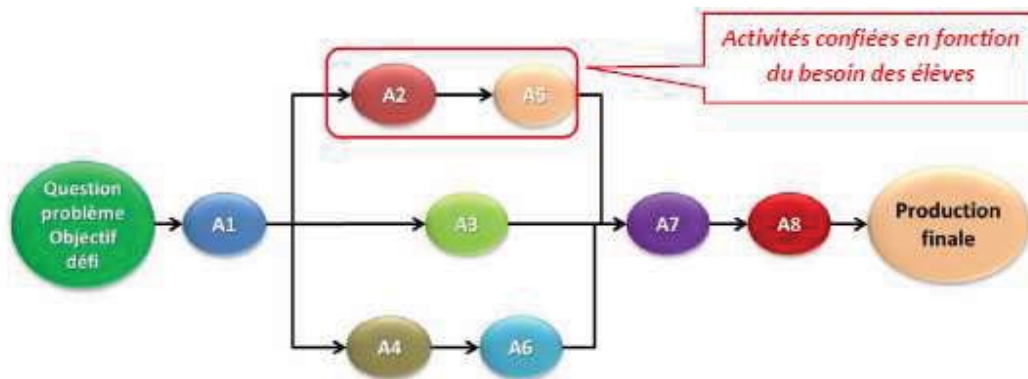 Activités confiées en fonction
du besoin des élèves
A2
A5
Question
problème
Objectif
défi
A1
A3
A7
A8
Production
finale
A4
A6